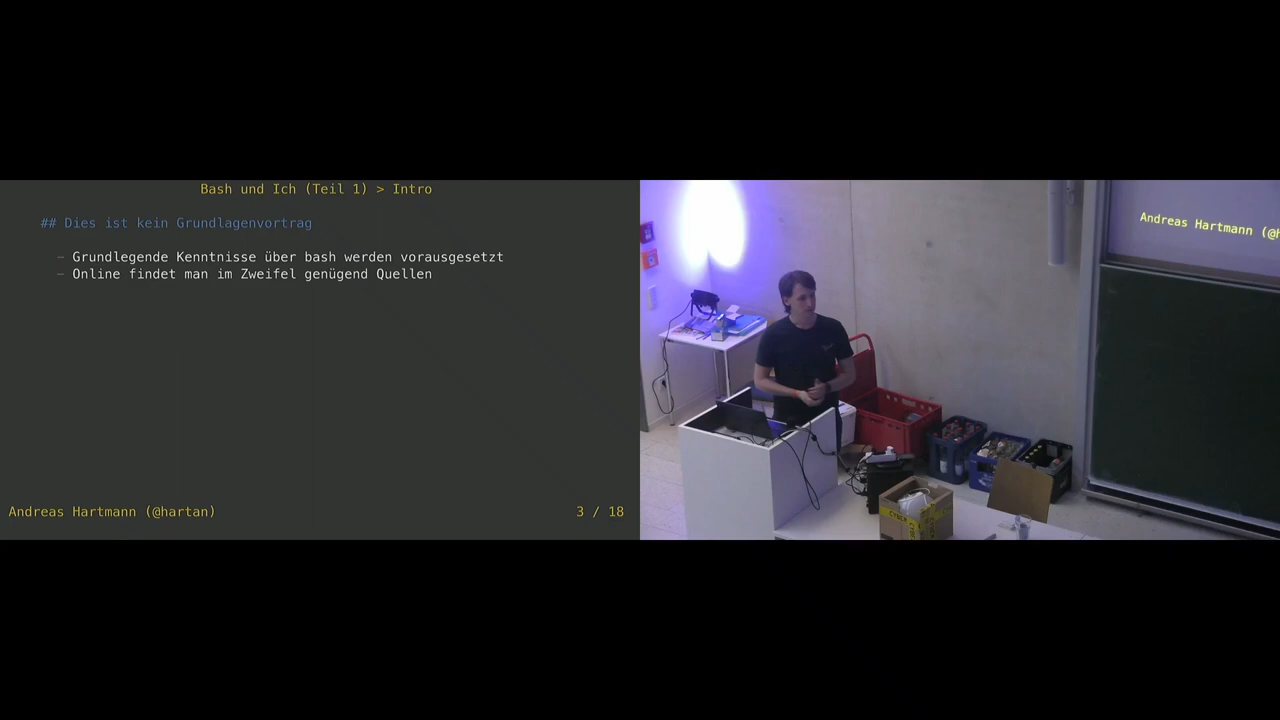 Bash und Ich (Teil 1) > Intro
## Dies ist kein Grundlagenvortrag
– Grundlegende Kenntnisse über bash werden vorausgesetzt
– Online findet man im Zweifel genügend Quellen
Andreas Hartmann (@hartan)
3 / 18
Andreas Hartmann (@h
CYBER